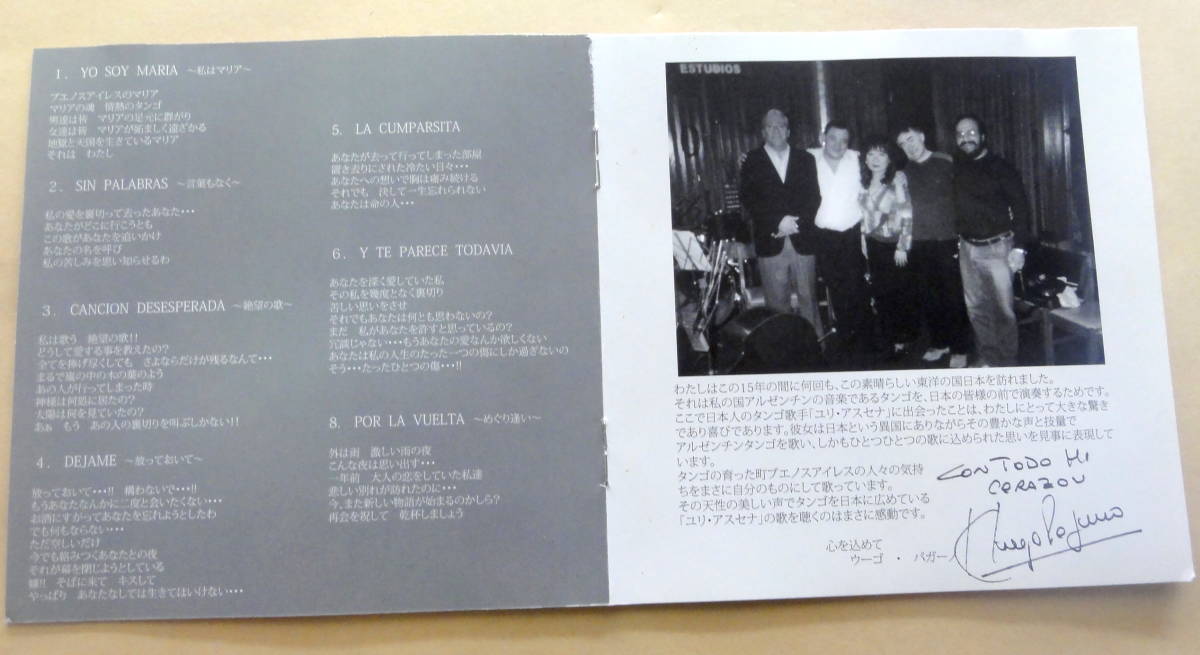 1. YO SOY MARIA ～私はマリア～
ブエノスアイレスのマリア
マリアの魂 情熱のタンゴ
男達は皆 マリアの足元に群がり
女達は皆 マリアが妬ましく遠ざかる
地獄と天国を生きているマリア
それは わたし
2. SIN PALABRAS ～言葉もなく～
私の愛を裏切って去ったあなた･･･
あなたがどこに行こうとも
この歌があなたを追いかけ
あなたの名を呼び
私の苦しみを思い知らせるわ
3. CANCION DESESPERADA ～絶望の歌～
私は歌う 絶望の歌!!
どうして愛する事を教えたの?
全てを捧げ尽くしても さよならだけが残るなんて･･･
まるで嵐の中の木の葉のよう
あの人が行ってしまった時
神様は何処に居たの?
太陽は何を見ていたの?
あぁ もう あの人の裏切りを叫ぶしかない!!
4. DEJAME ～放っておいて～
放っておいて･･･!! 構わないで･･･!!
もうあなたなんかに二度と会いたくない･･･
お酒にすがってあなたを忘れようとしたわ
でも何もならない･･･
ただ空しいだけ
今でも絡みつくあなたとの夜
それが幕を閉じようとしている
嫌!! そばに来て キスして
やっぱり あなたなしでは生きてはいけない･･･
5. LA CUMPARSITA
あなたが去って行ってしまった部屋
置き去りにされた冷たい日々･･･
あなたへの想いで胸は痛み続ける
それでも 決して一生忘れられない
あなたは命の人･･･
6. Y TE PARECE TODAVIA
あなたを深く愛していた私
その私を幾度となく裏切り
苦しい思いをさせ
それでもあなたは何とも思わないの?
まだ 私があなたを許すと思っているの?
冗談じゃない･･･もうあなたの愛なんか欲しくない
あなたは私の人生のたった一つの傷にしか過ぎないの
そう･･･たったひとつの傷･･･!!
8. POR LA VUELTA ～めぐり逢い～
外は雨 激しい雨の夜
こんな夜は思い出す･･･
一年前 大人の恋をしていた私達
悲しい別れが訪れたのに･･･
今、また新しい物語が始まるのかしら?
再会を祝して 乾杯しましょう
ESTUDIOS
わたしはこの15年の間に何回も、この素晴らしい東洋の国日本を訪れました。
それは私の国アルゼンチンの音楽であるタンゴを、日本の皆様の前で演奏するためです。
ここで日本人のタンゴ歌手「ユリ・アスセナ」に出会ったことは、わたしにとって大きな驚き
であり喜びであります。彼女は日本という異国にありながらその豊かな声と技量で
アルゼンチンタンゴを歌い、しかもひとつひとつの歌に込められた思いを見事に表現して
います。
タンゴの育った町ブエノスアイレスの人々の気持
ちをまさに自分のものにして歌っています。
その天性の美しい声でタンゴを日本に広めている
「ユリ・アスセナ」の歌を聴くのはまさに感動です。
心を込めて
ウーゴ ・ パガーノ
CON TODO MI
CORAZON
Hugo Pagano